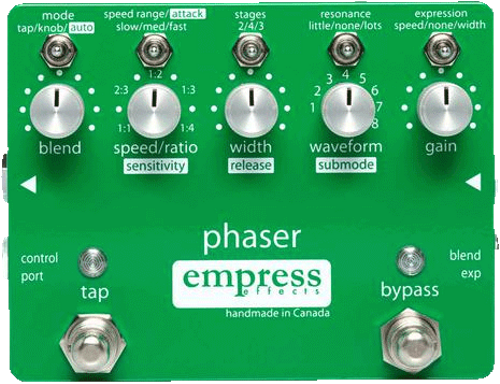 mode
tap/knob/auto
speed range/attack
slow/med/fast
stages
2/4/3
resonance
little/none/lots
expression
speed/none/width
1:2
2:3
1:3
1:1
1:4
1
2
3
4
5
6
7
8
blend
speed/ratio
width
waveform
gain
sensitivity
release
submode
phaser
control
port
blend
exp
tap
empress
effects
bypass
handmade in Canada